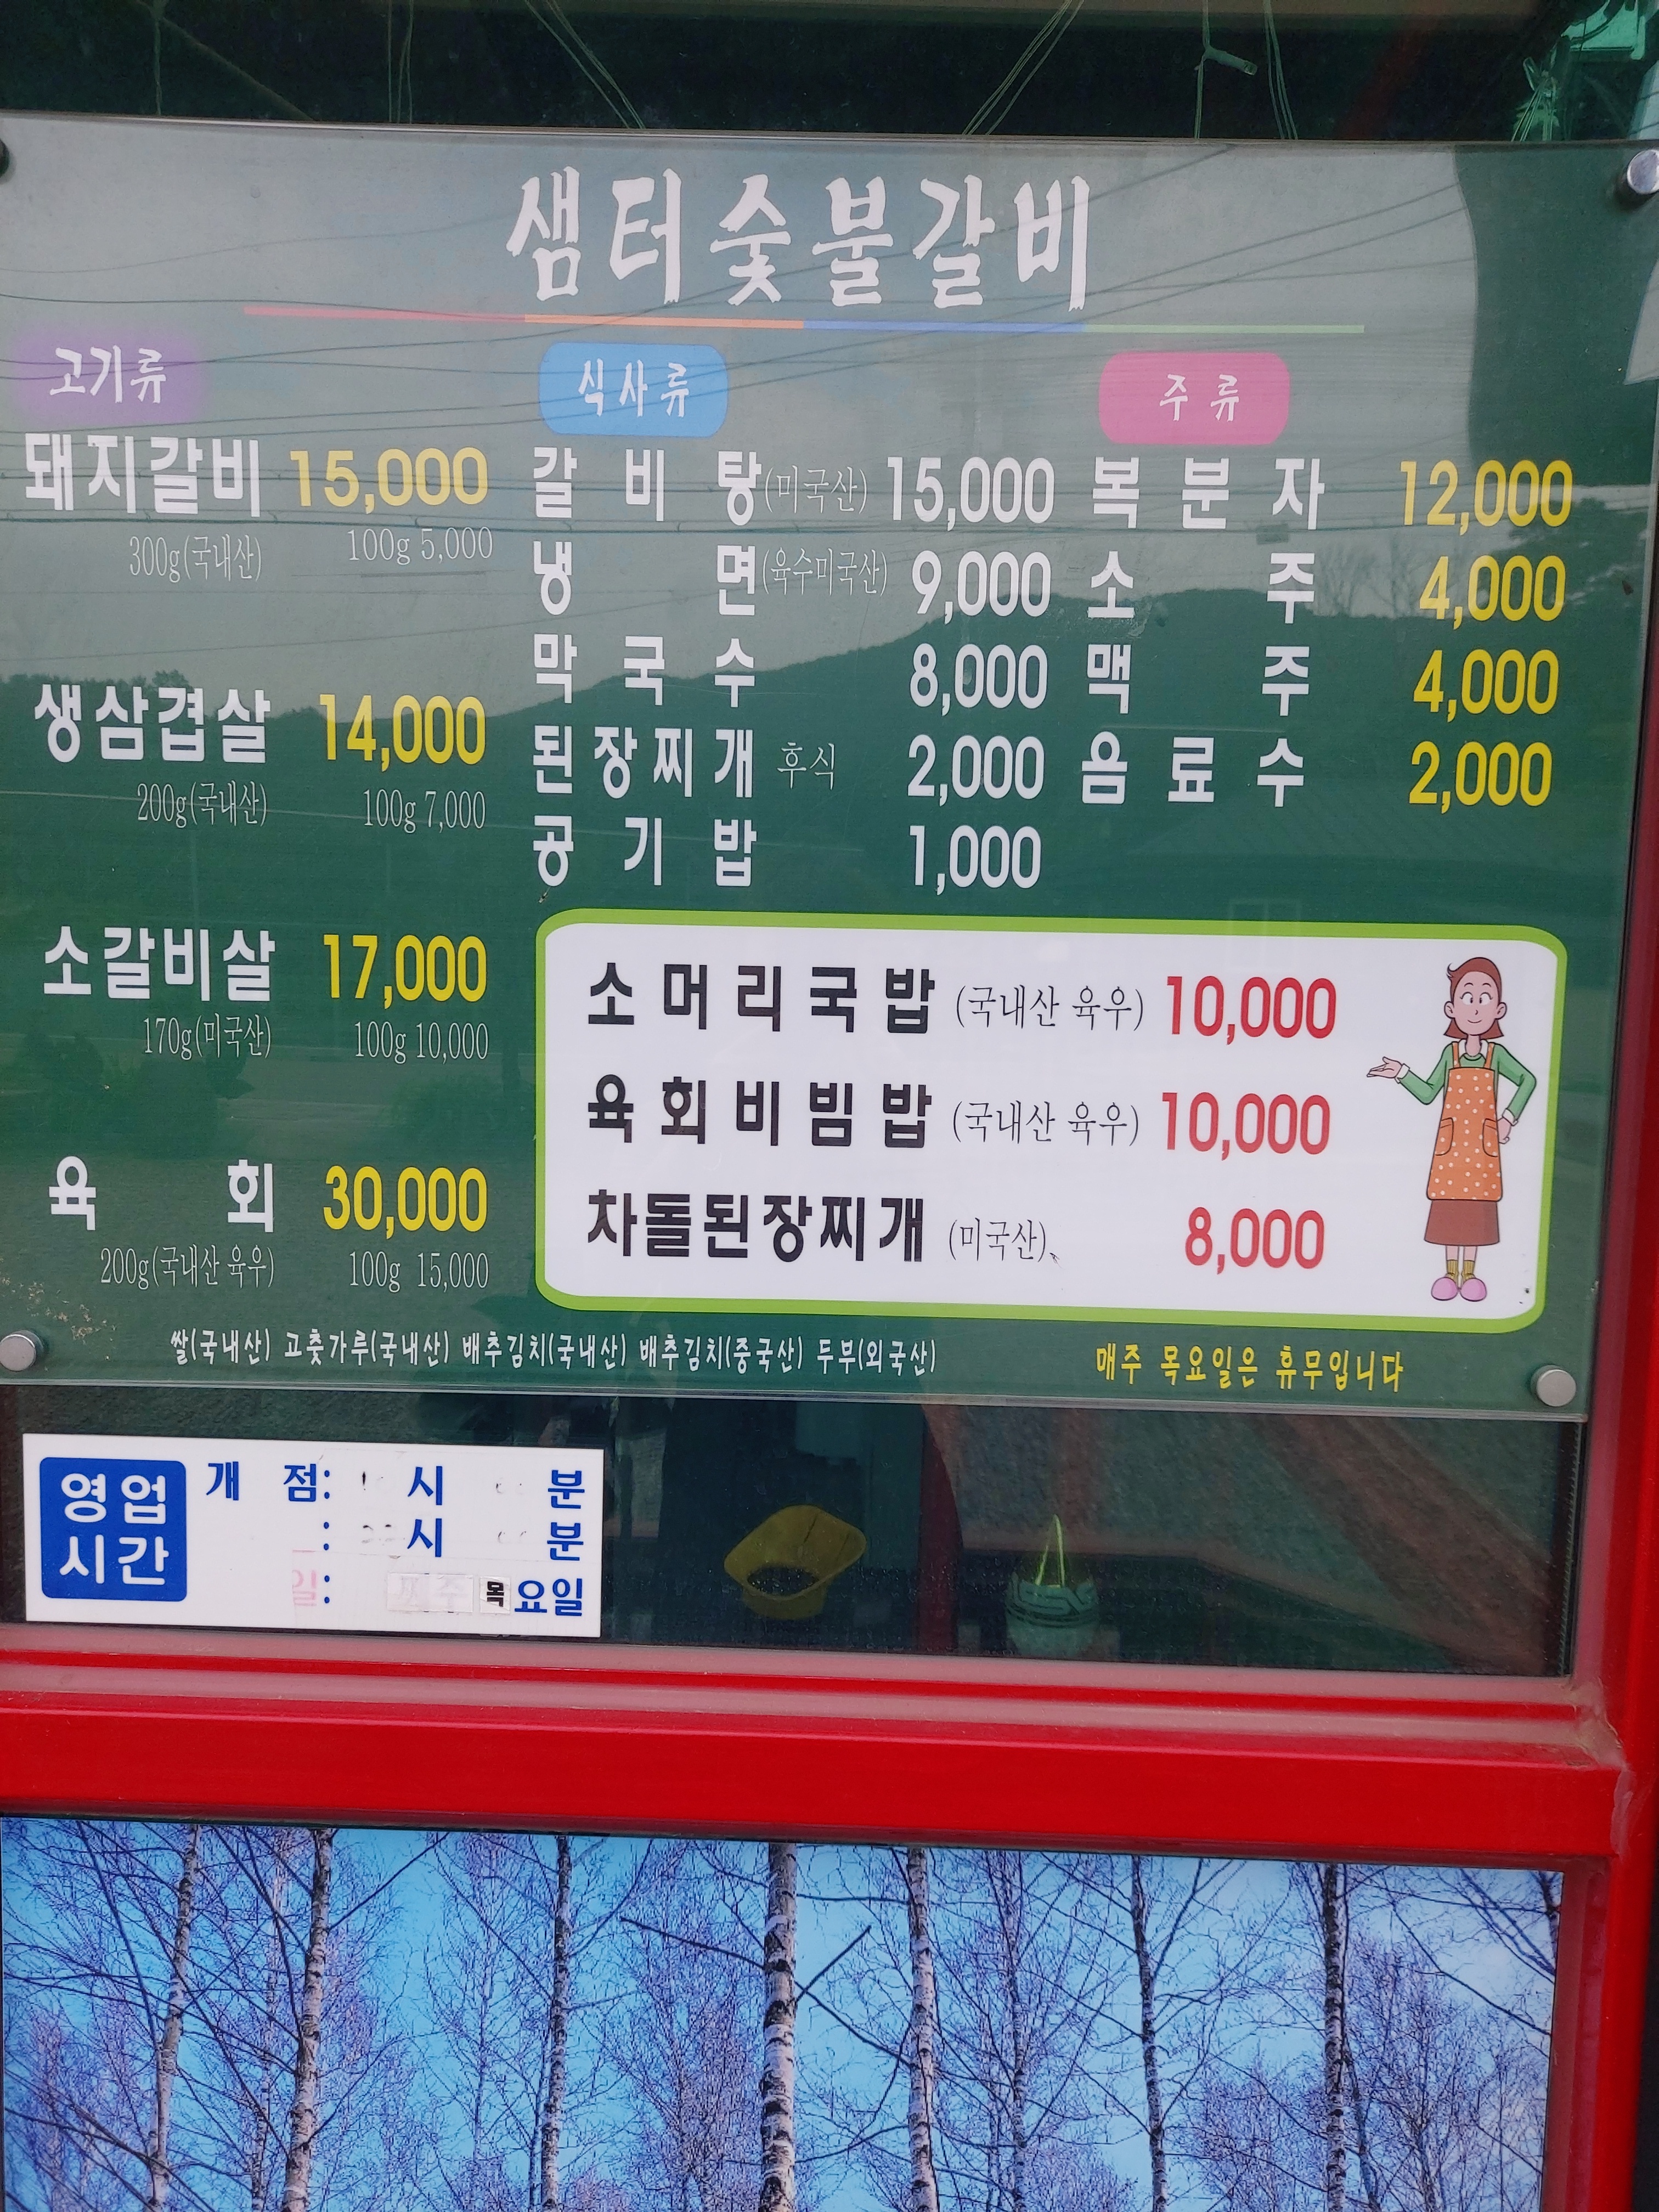 샘터숯불갈비
고기류
돼지갈비 15,000
300g(국내산) 100g 5,000
생삼겹살 14,000
200g(국내산) 100g 7,000
소갈비살 17,000
170g(미국산) 100g 10,000
육 회 30,000
200g(국내산 육우) 100g 15,000
식사류
갈 비 탕(미국산) 15,000
냉 면(육수미국산) 9,000
막 국 수 8,000
된장찌개 후식 2,000
공 기 밥 1,000
주 류
복 분 자 12,000
소 주 4,000
맥 주 4,000
음 료 수 2,000
소머리국밥 (국내산 육우) 10,000
육회비빔밥 (국내산 육우) 10,000
차돌된장찌개 (미국산) 8,000
쌀(국내산) 고춧가루(국내산) 배추김치(국내산) 배추김치(중국산) 두부(외국산)
매주 목요일은 휴무입니다
영업
시간
개 점: 시 분
: 시 분
일: 목요일